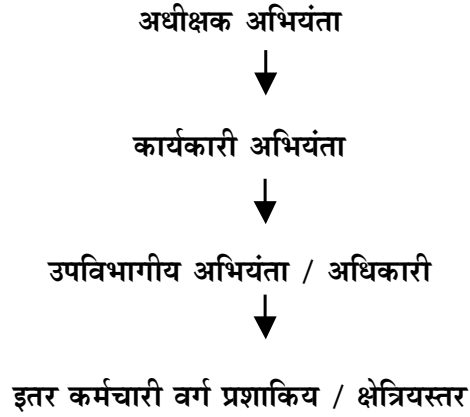 अधीक्षक अभियंता
कार्यकारी अभियंता
उपविभागीय अभियंता / अधिकारी
इतर कर्मचारी वर्ग प्रशाकिय / क्षेत्रियस्तर